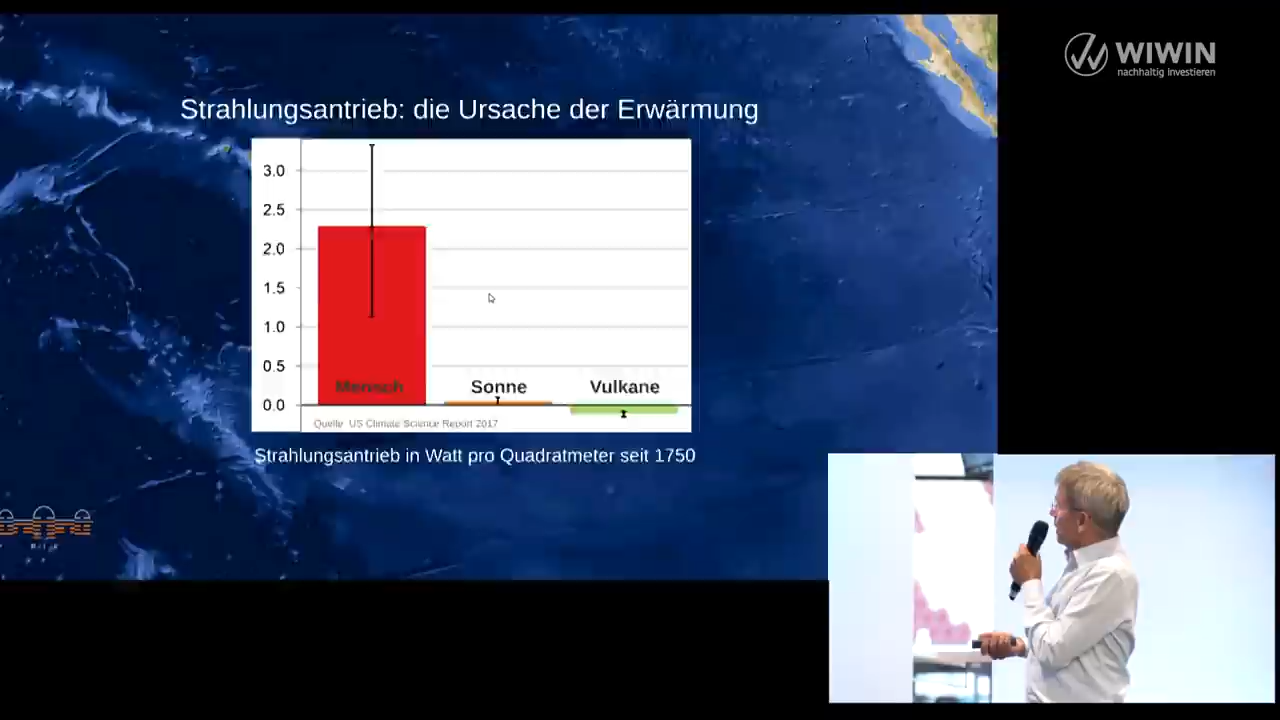 WIWIN
nachhaltig investieren
Strahlungsantrieb: die Ursache der Erwärmung
3.0
2.5
2.0
1.5
1.0
0.5
0.0
Mensch
Sonne
Vulkane
Quelle: US Climate Science Report 2017
Strahlungsantrieb in Watt pro Quadratmeter seit 1750
P I K